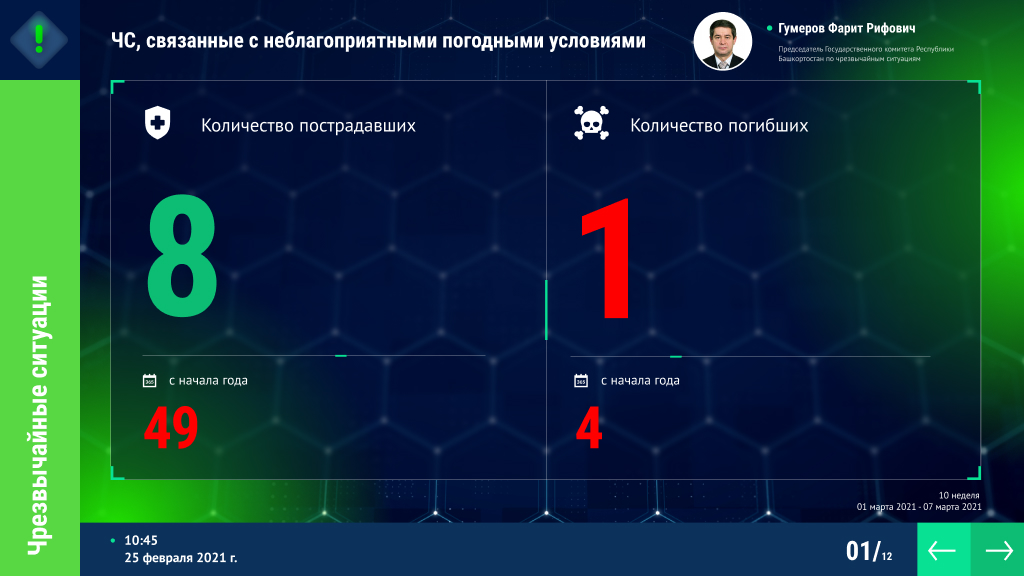 ЧС, связанные с неблагоприятными погодными условиями
Гумеров Фарит Рифович
Председатель Государственного комитета Республики
Башкортостан по чрезвычайным ситуациям
Количество пострадавших
8
365
с начала года
49
Количество погибших
1
365
с начала года
4
Чрезвычайные ситуации
10 неделя
01 марта 2021 - 07 марта 2021
10:45
25 февраля 2021 г.
01/12